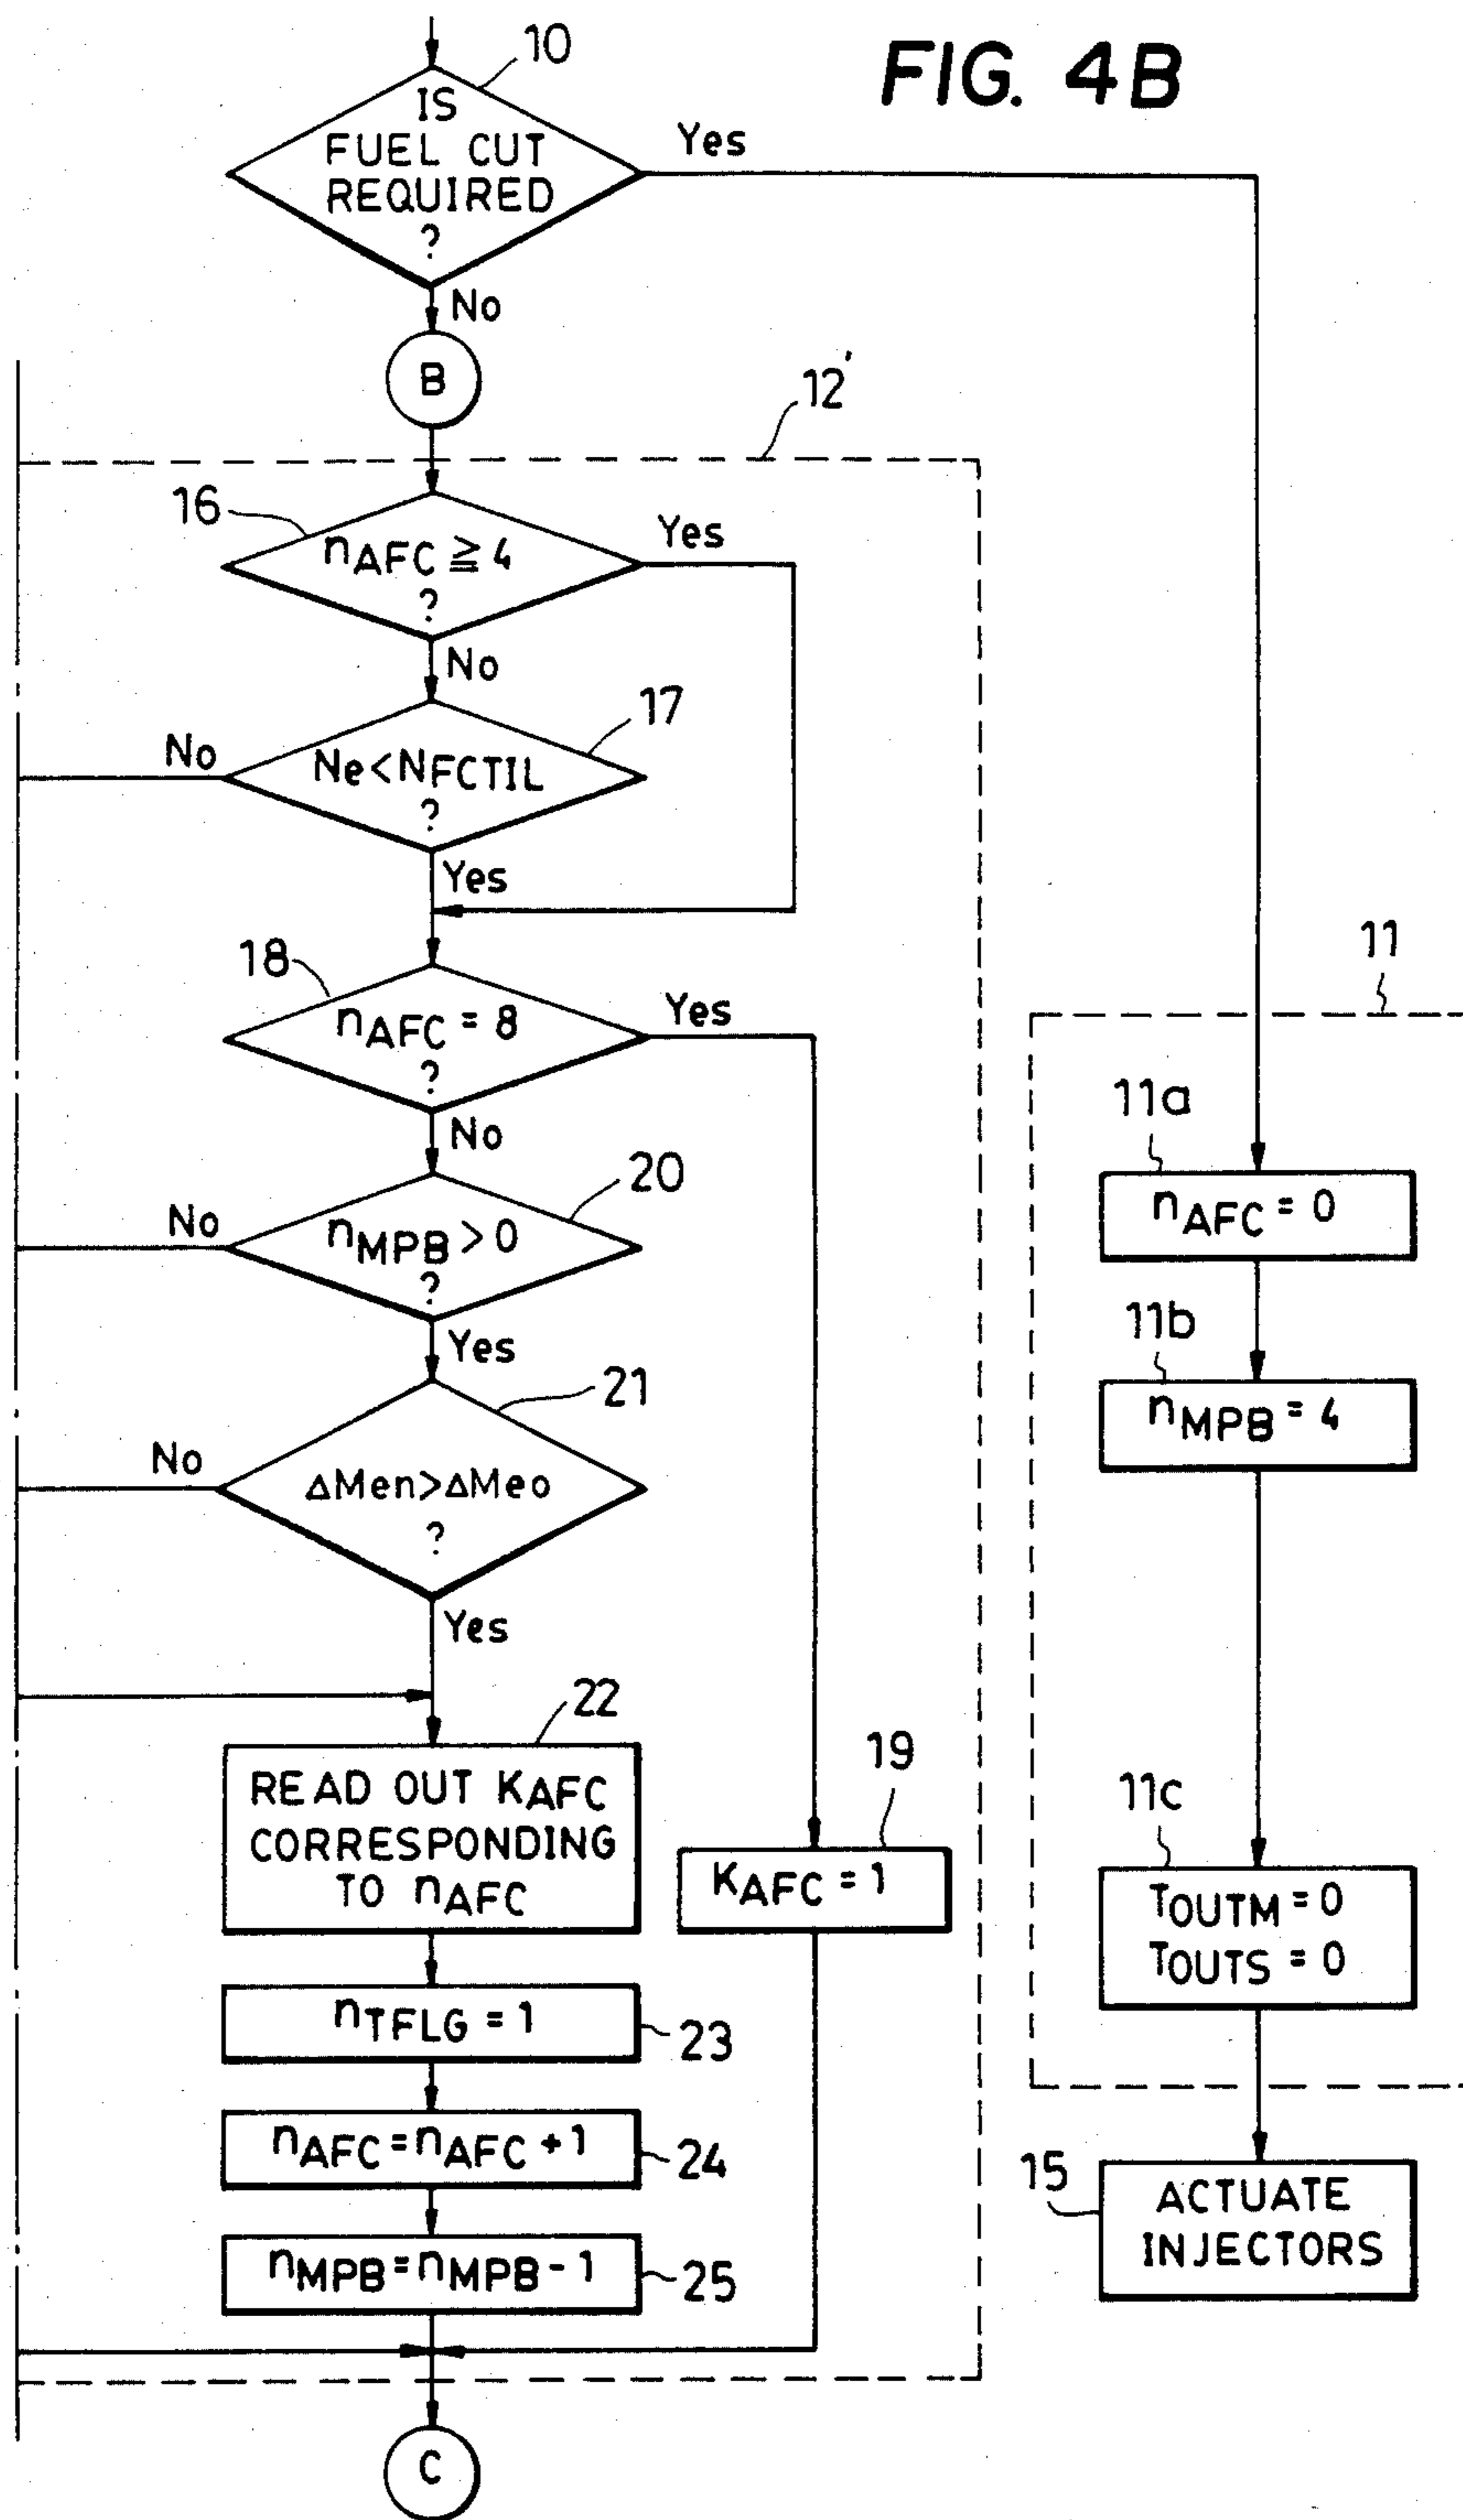 FIG. 4B
10
IS
FUEL CUT
REQUIRED
?
Yes
No
B
12'
16
nAFC ≧ 4
?
Yes
No
17
Ne<NFCTIL
?
No
Yes
18
nAFC = 8
?
Yes
No
20
nMPB > 0
?
No
Yes
21
ΔMen>ΔMeo
?
No
Yes
22
READ OUT KAFC
CORRESPONDING
TO nAFC
19
KAFC = 1
nTFLG = 1
23
nAFC = nAFC + 1
24
nMPB = nMPB - 1
25
C
11
11a
nAFC = 0
11b
nMPB = 4
11c
TOUTM = 0
TOUTS = 0
15
ACTUATE
INJECTORS